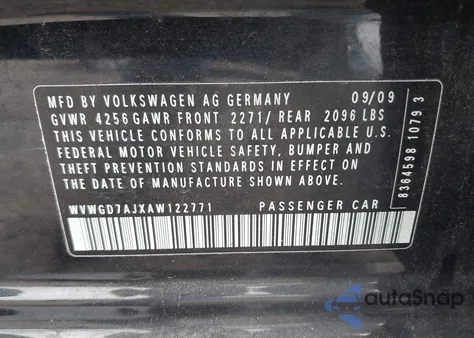 MFD BY VOLKSWAGEN AG GERMANY 09/09
GVWR 4256 GAWR FRONT 2271/ REAR 2096 LBS
THIS VEHICLE CONFORMS TO ALL APPLICABLE U.S.
FEDERAL MOTOR VEHICLE SAFETY, BUMPER AND
THEFT PREVENTION STANDARDS IN EFFECT ON
THE DATE OF MANUFACTURE SHOWN ABOVE
WVWGD7AJXAW122771 PASSENGER CAR
8364598 1079 3
autoSnap